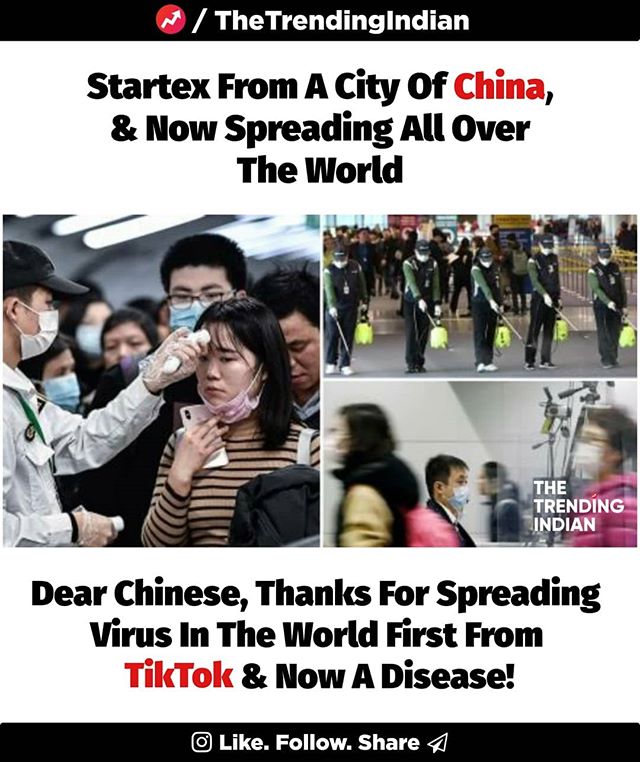 / TheTrendingIndian
Startex From A City Of China,
& Now Spreading All Over
The World
THE
TRENDING
INDIAN
Dear Chinese, Thanks For Spreading
Virus In The World First From
TikTok & Now A Disease!
Like. Follow. Share